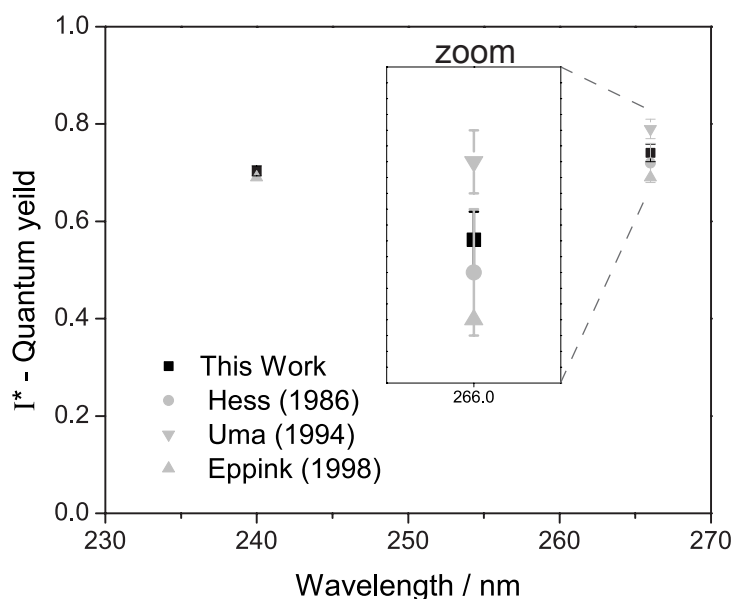 1.0
zoom
0.8
0.6
0.4
0.2
0.0
I* - Quantum yeild
266.0
This Work
Hess (1986)
Uma (1994)
Eppink (1998)
230
240
250
260
270
Wavelength / nm